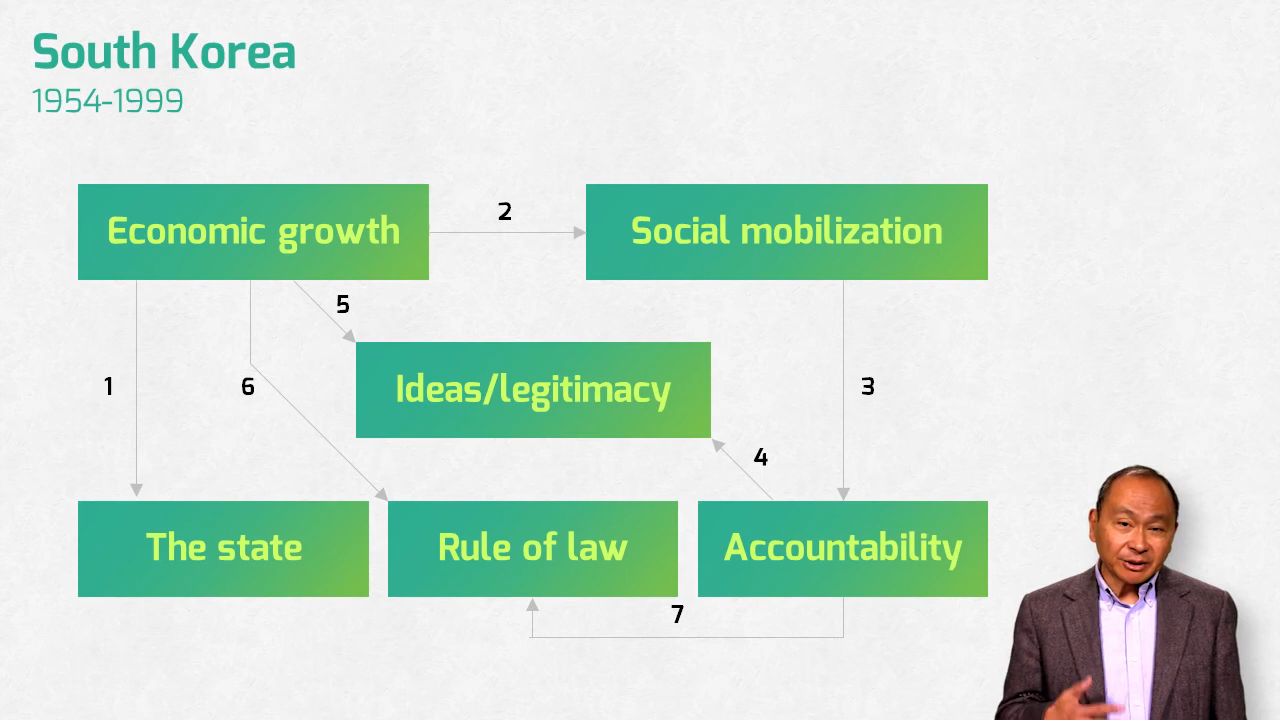 South Korea
1954-1999
Economic growth
2
Social mobilization
5
1
6
Ideas/legitimacy
3
4
The state
Rule of law
Accountability
7